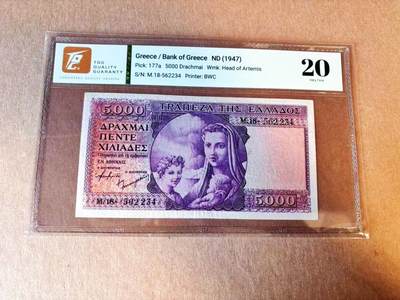 TQG
QUALITY
GUARANTY
Greece / Bank of Greece ND (1947)
Pick: 177a 5000 Drachmai Wmk: Head of Artemis
S/N: M.18-562234 Printer: BWC
20
5000
ΤΡΑΠΕΖΑ ΤΗΣ ΕΛΛΑΔΟΣ
M/18- 562234
ΔΡΑΧΜΑΙ
ΠΕΝΤΕ
ΧΙΛΙΑΔΕΣ
ΕΝ ΑΘΗΝΑΙΣ
M/18- 562234
5000